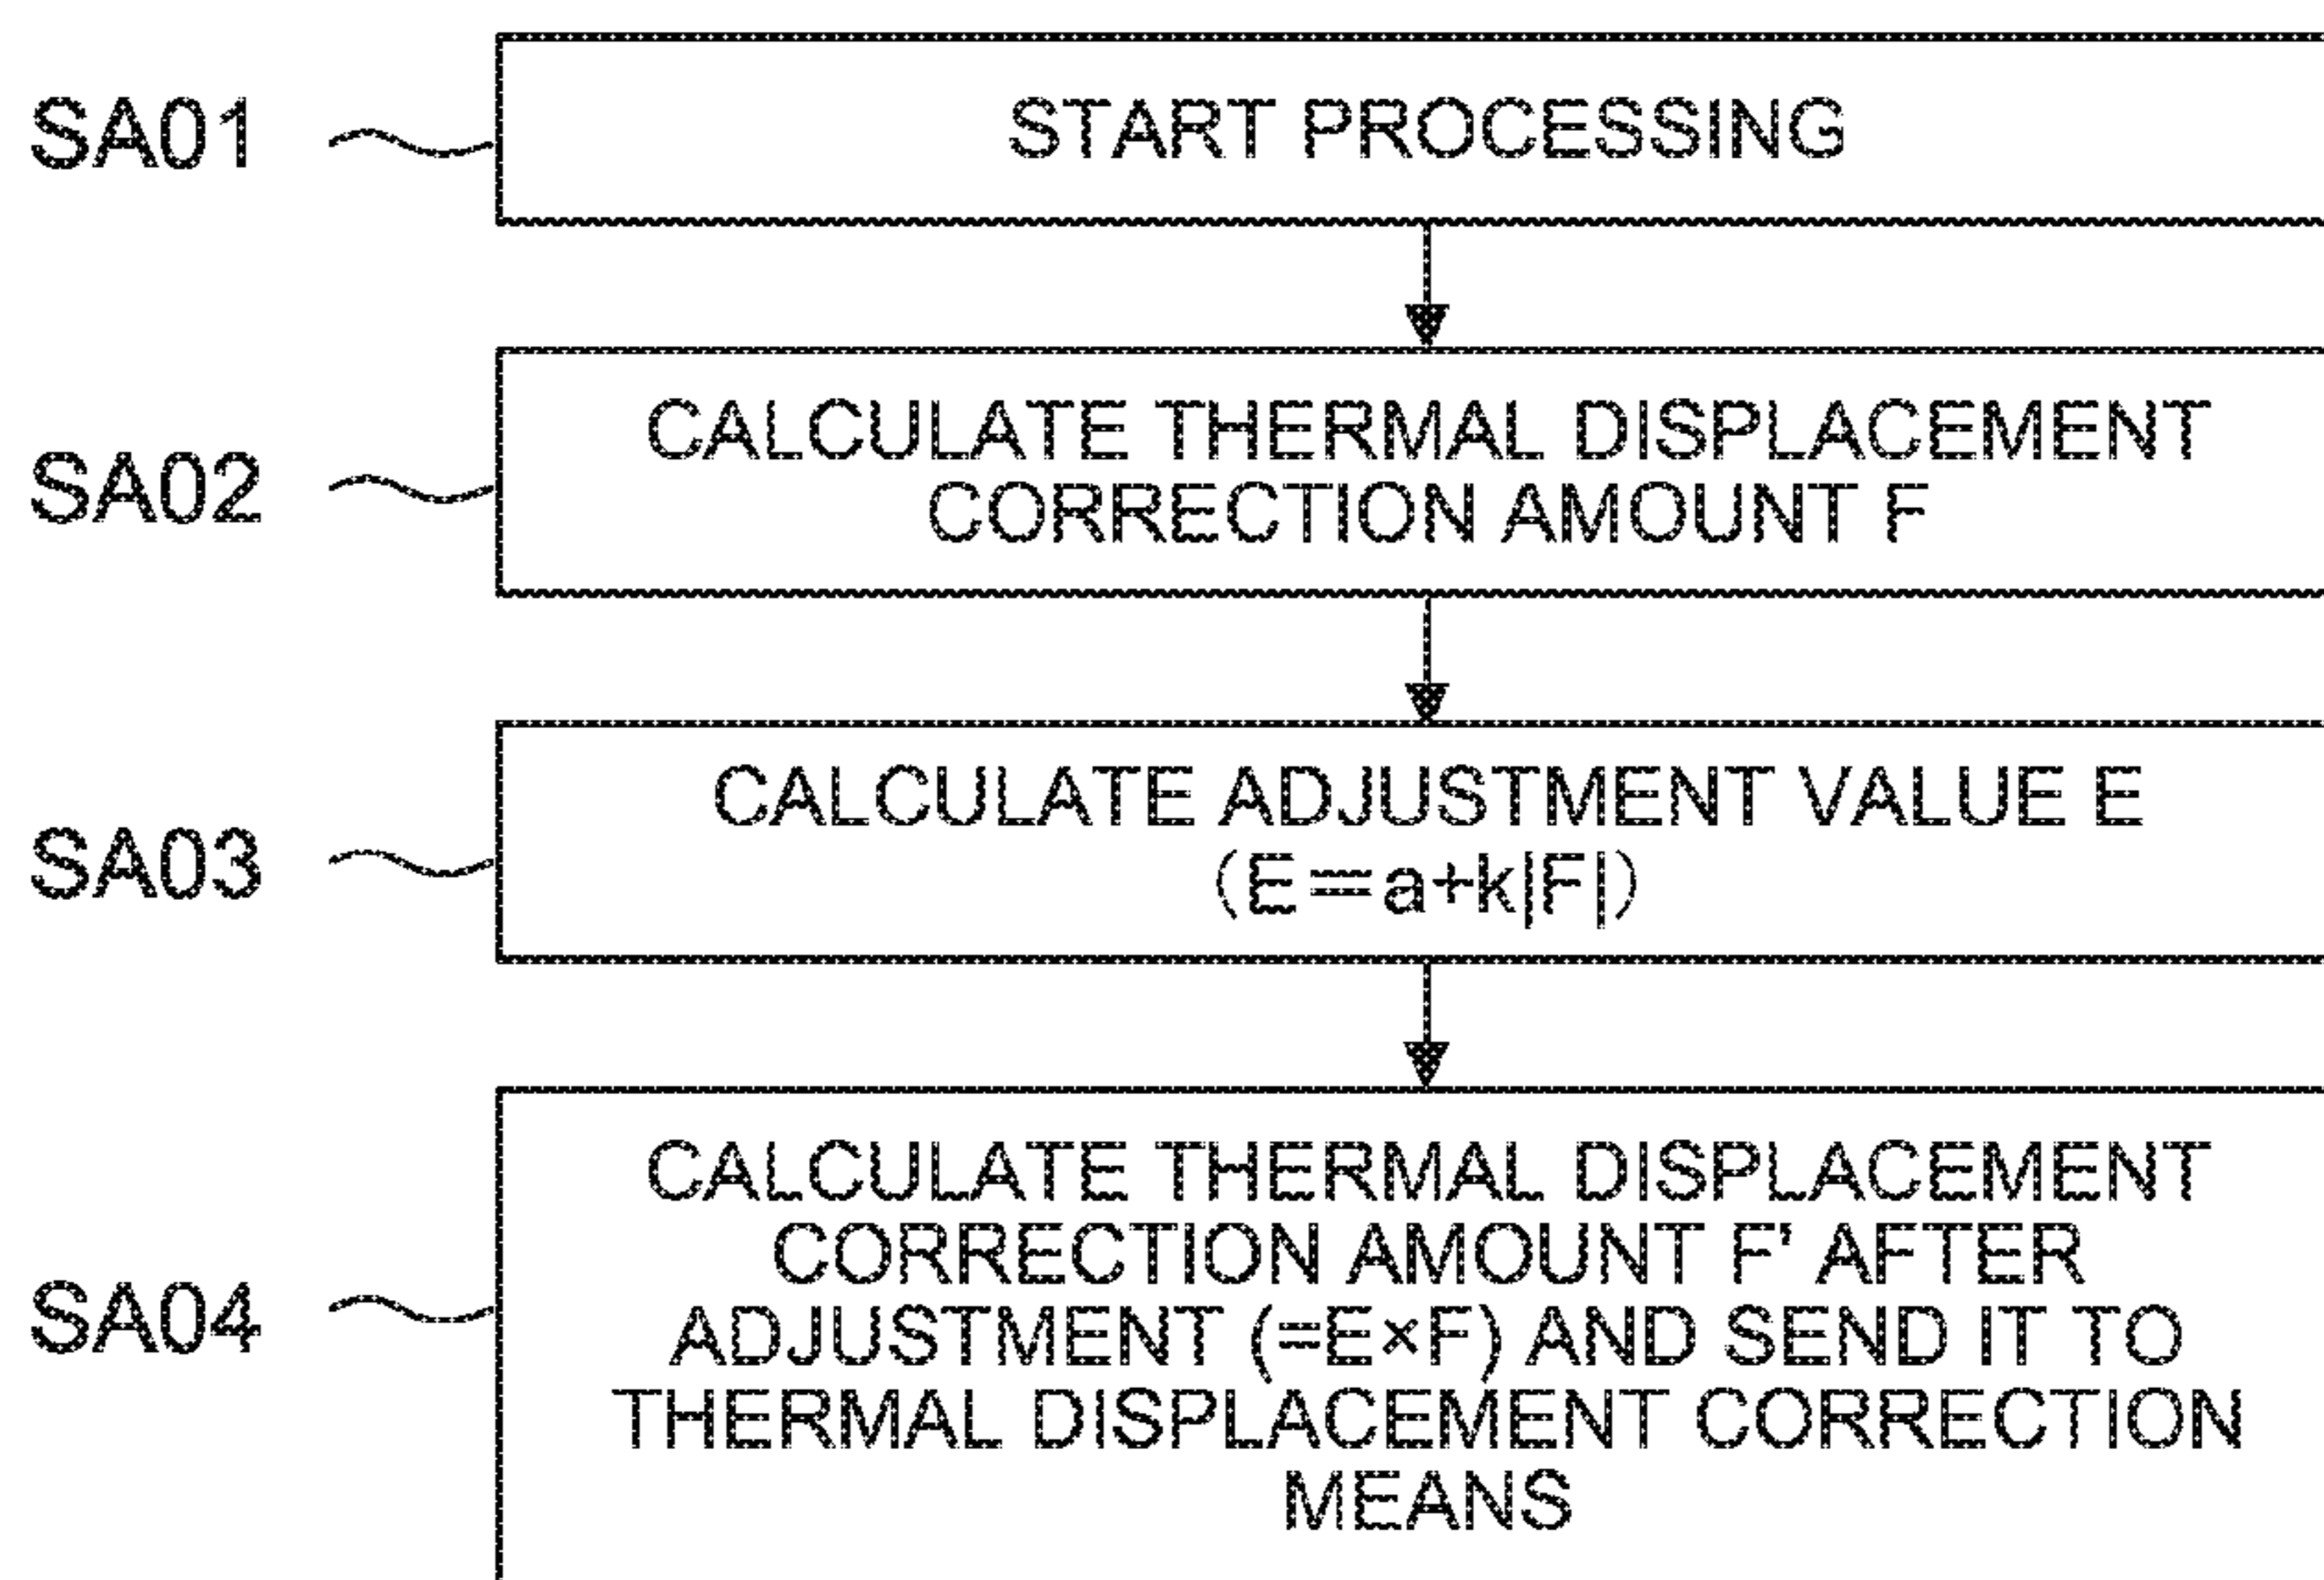 SA01
START PROCESSING
SA02
CALCULATE THERMAL DISPLACEMENT
CORRECTION AMOUNT F
SA03
CALCULATE ADJUSTMENT VALUE E
(E=a+k|F|)
SA04
CALCULATE THERMAL DISPLACEMENT
CORRECTION AMOUNT F' AFTER
ADJUSTMENT (=E×F) AND SEND IT TO
THERMAL DISPLACEMENT CORRECTION
MEANS